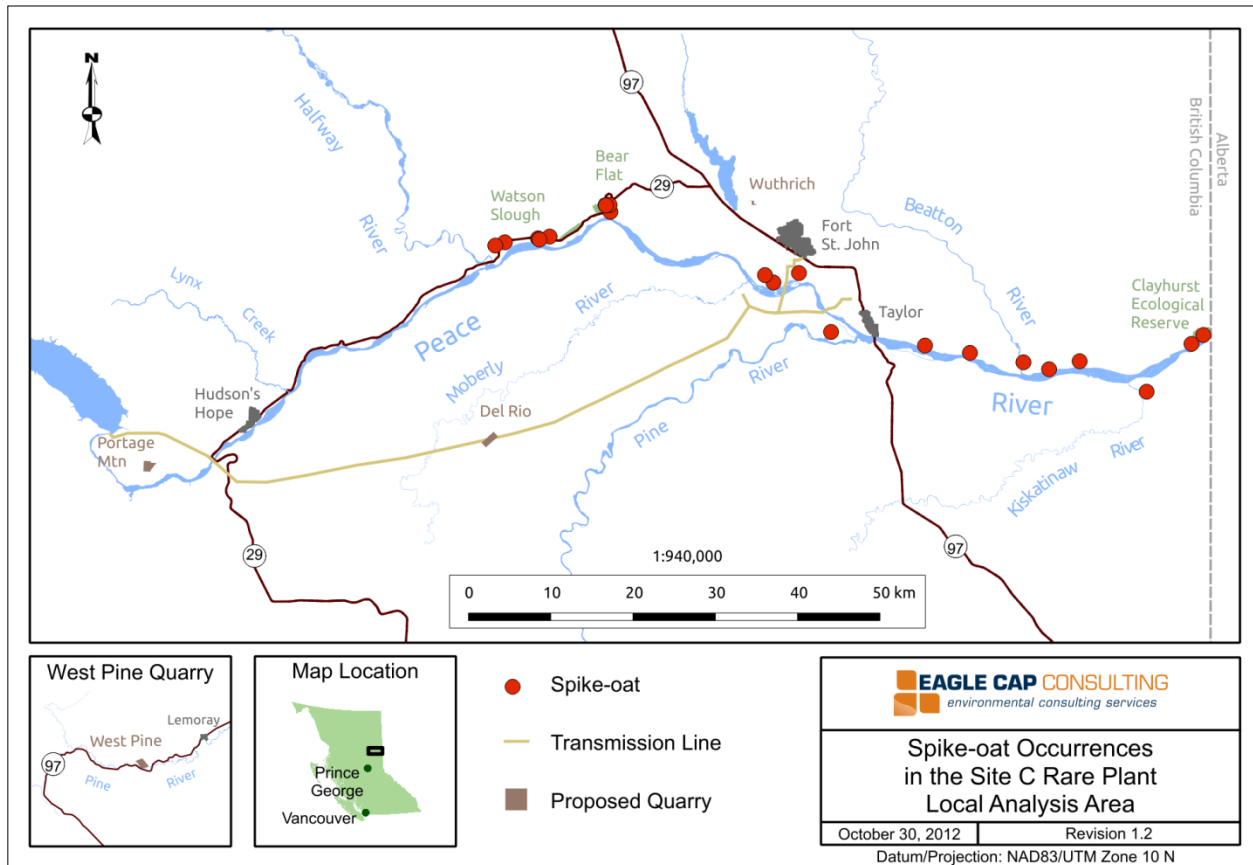 N
97
Halfway
River
Bear
Flat
29
Watson
Slough
Wuthrich
Fort
St. John
Beatton
River
British Columbia
Alberta
Clayhurst
Ecological
Reserve
Lynx
Creek
Peace
River
Moberly
River
Pine
River
Taylor
Hudson's
Hope
Del Rio
Portage
Mtn
Kiskatinaw
River
29
97
1:940,000
0 10 20 30 40 50 km
West Pine Quarry
Lemoray
West Pine
97
Pine
River
Map Location
Prince
George
Vancouver
Spike-oat
Transmission Line
Proposed Quarry
EAGLE CAP CONSULTING
environmental consulting services
Spike-oat Occurrences
in the Site C Rare Plant
Local Analysis Area
October 30, 2012 Revision 1.2
Datum/Projection: NAD83/UTM Zone 10 N